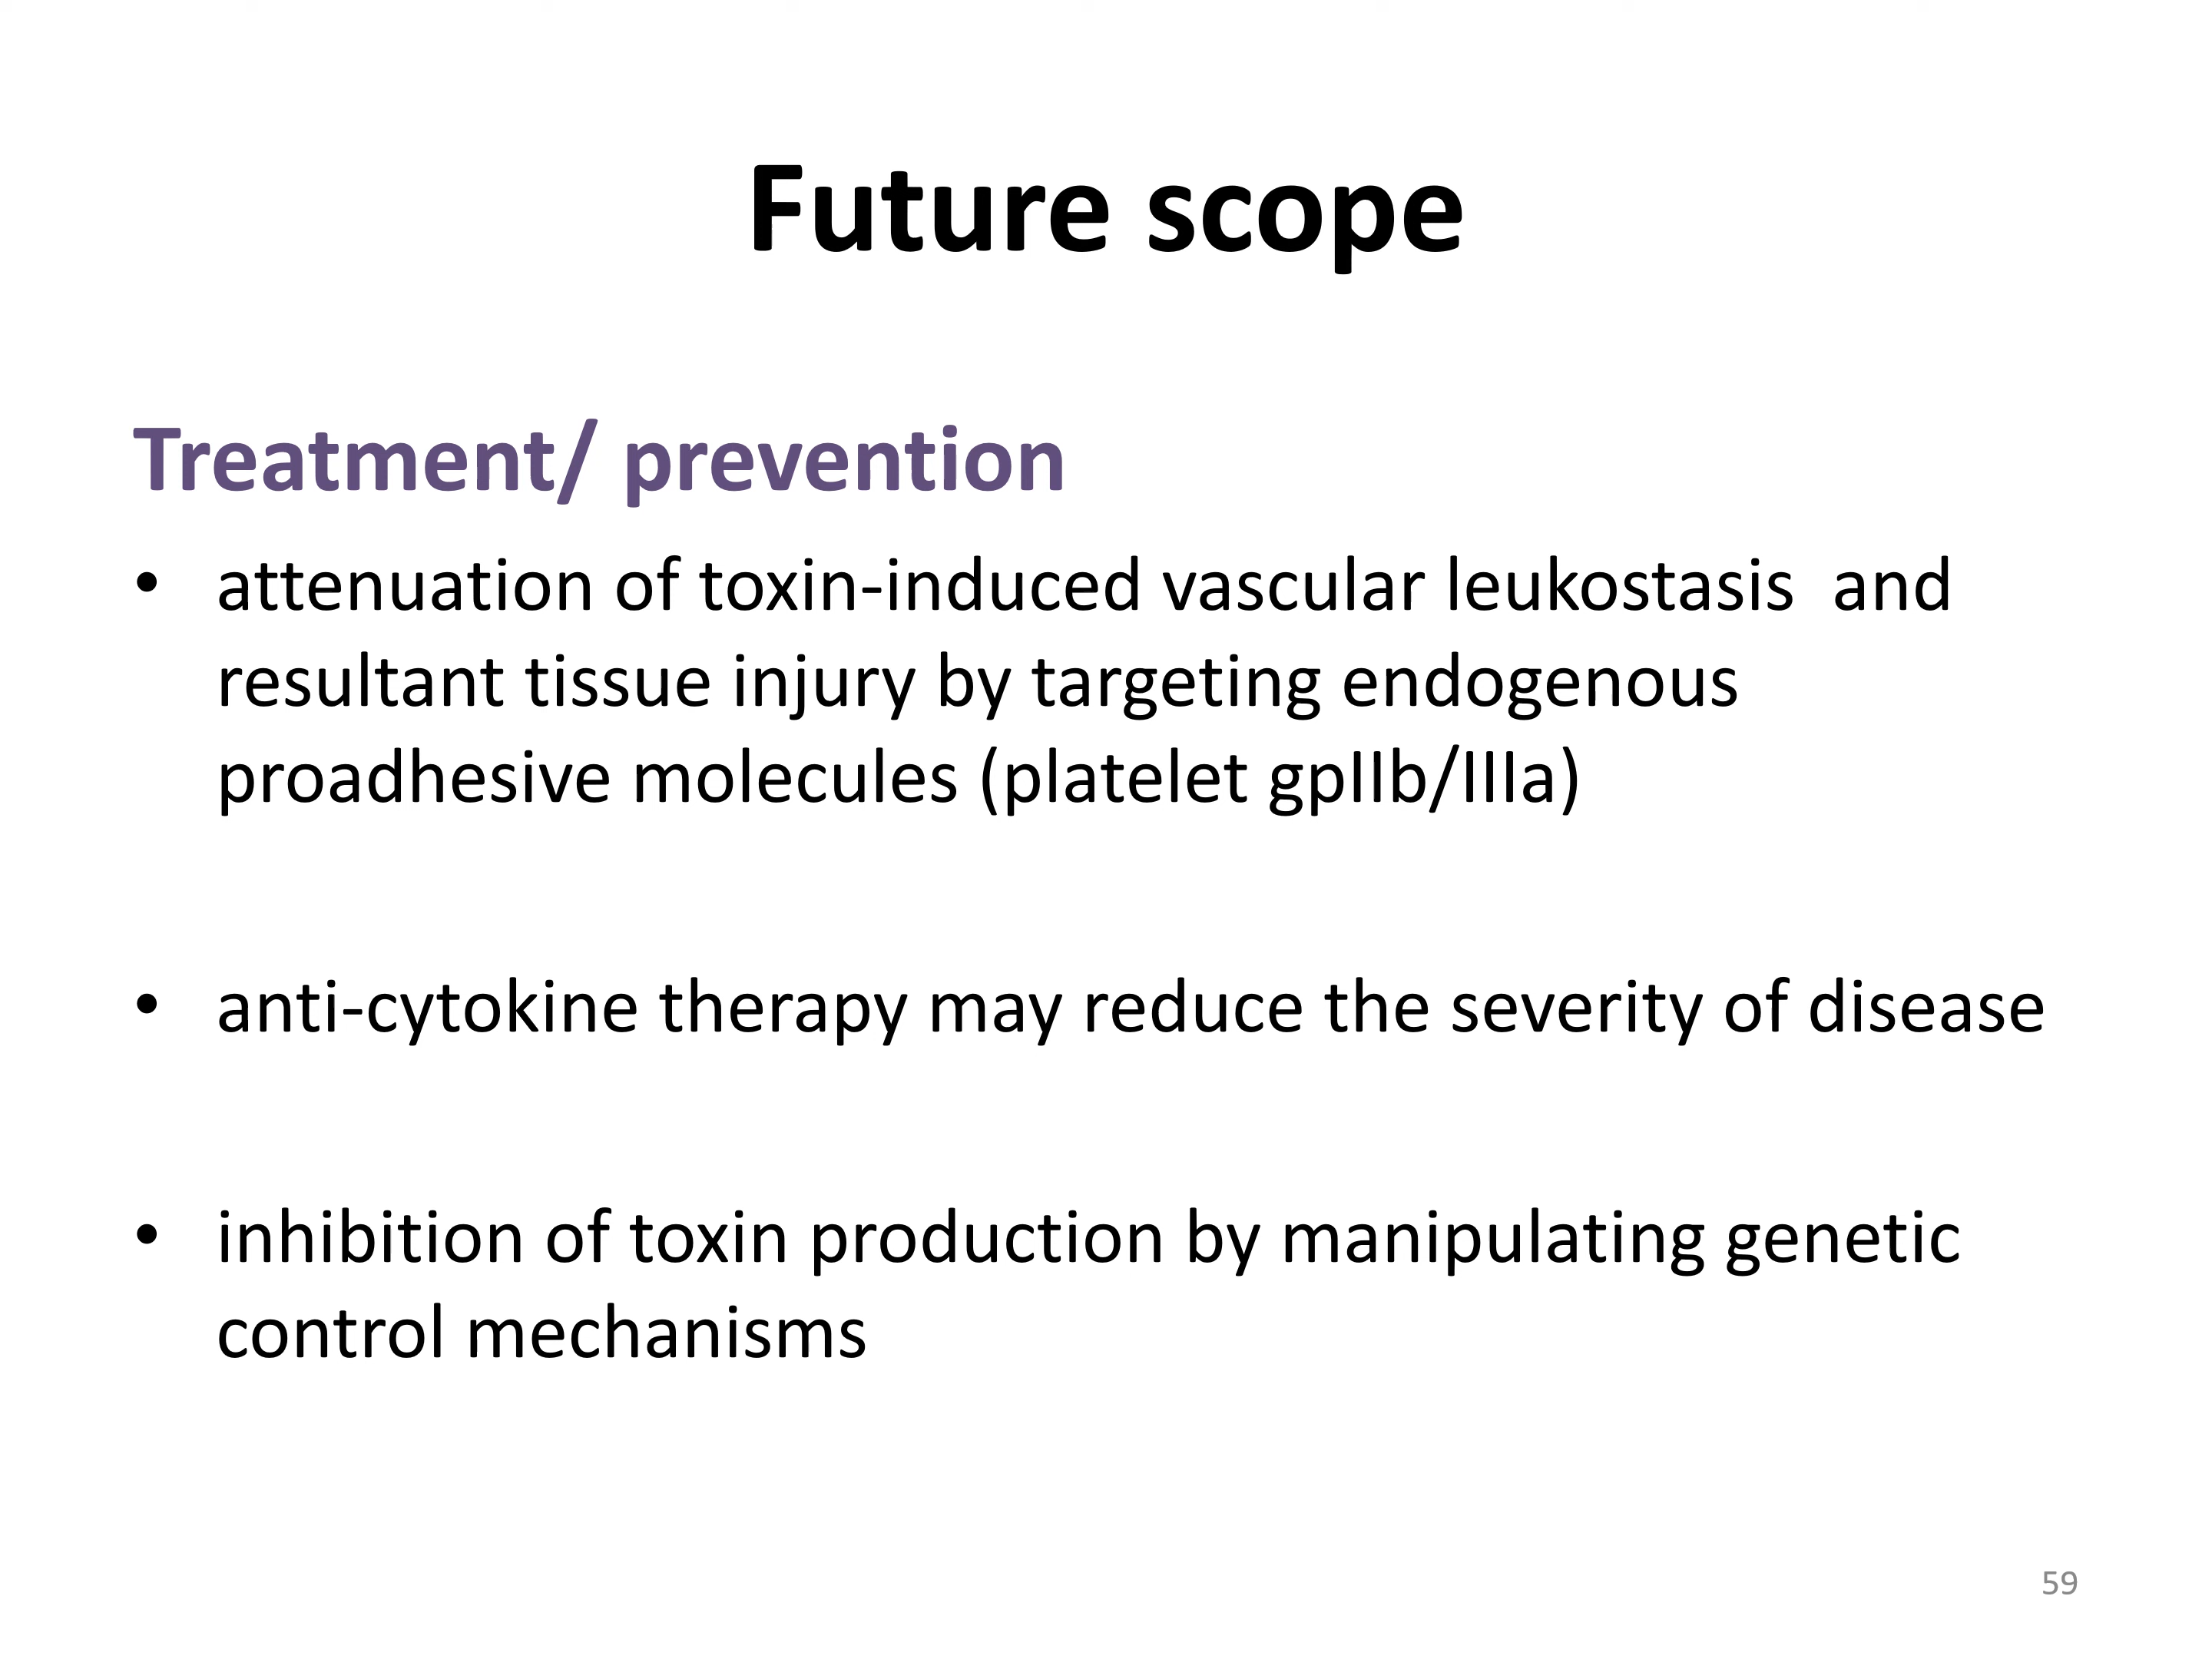 Future scope
Treatment/ prevention
• attenuation of toxin-induced vascular leukostasis  and
resultant tissue injury by targeting endogenous
proadhesive molecules (platelet gpIIb/IIIa)
• anti-cytokine therapy may reduce the severity of disease
• inhibition of toxin production by manipulating genetic
control mechanisms
59